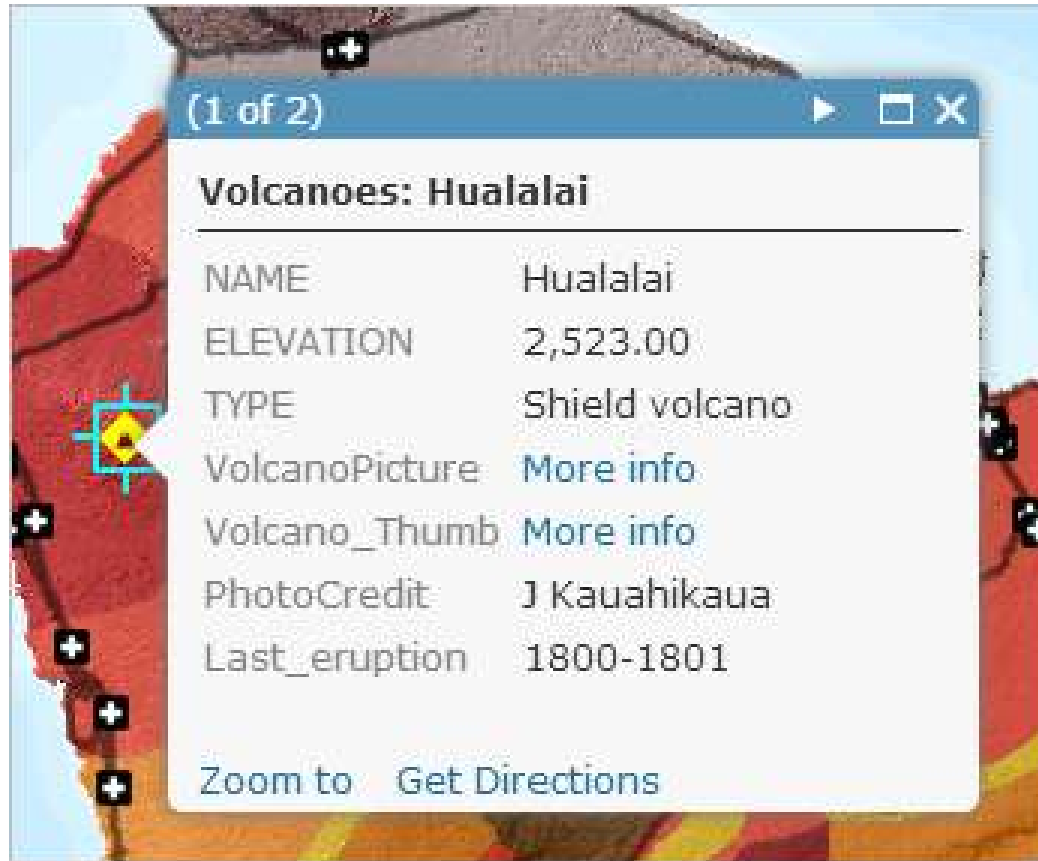 (1 of 2)
Volcanoes: Hualalai
NAME Hualalai
ELEVATION 2,523.00
TYPE Shield volcano
VolcanoPicture More info
Volcano_Thumb More info
PhotoCredit J Kauahikaua
Last_eruption 1800-1801
Zoom to Get Directions